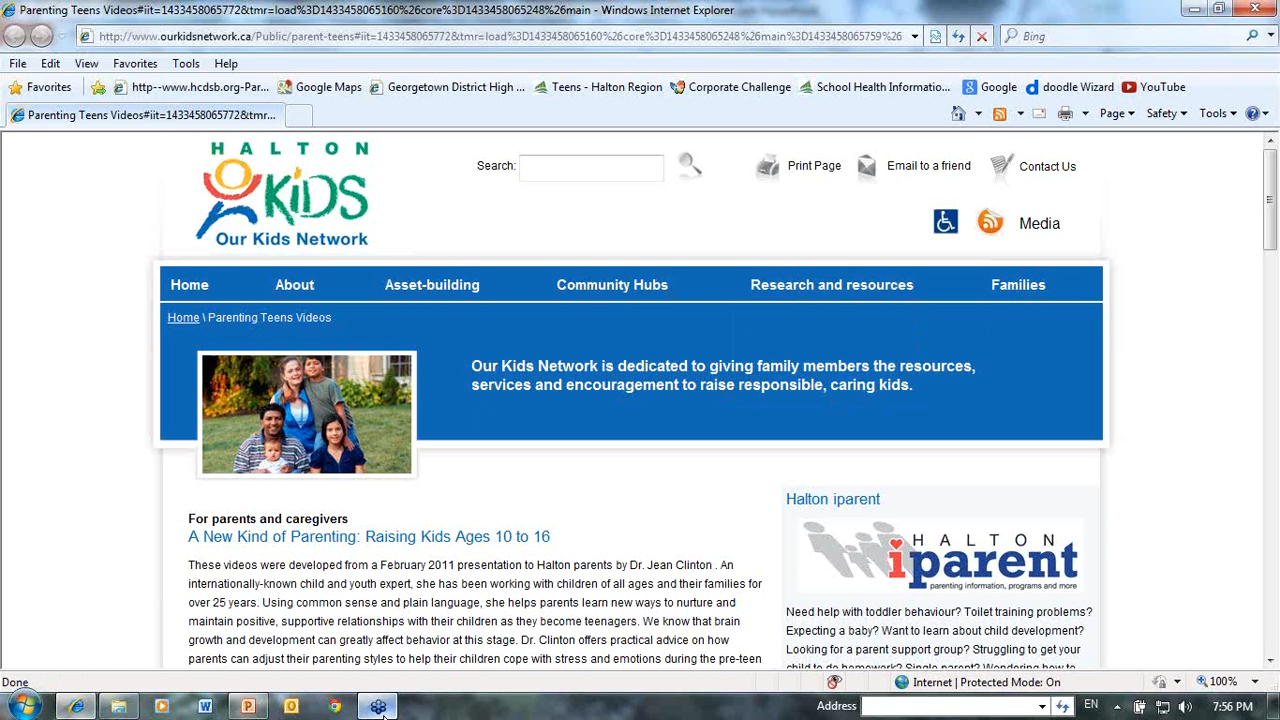 Parenting Teens Videos#iit=1433458065772&tmr=load%3D1433458065160%26core%3D1433458065248%26main - Windows Internet Explorer
http://www.ourkidsnetwork.ca/Public/parent-teens#iit=1433458065772&tmr=load%3D1433458065160%26core%3D1433458065248%26main%3D1433458065759%26
Bing
File Edit View Favorites Tools Help
Favorites http--www.hcdsb.org-Par... Google Maps Georgetown District High ... Teens - Halton Region Corporate Challenge School Health Informatio... Google doodle Wizard YouTube
Parenting Teens Videos#iit=1433458065772&tmr...
Page Safety Tools
HALTON
KiDS
Our Kids Network
Search:
Print Page Email to a friend Contact Us
Media
Home About Asset-building Community Hubs Research and resources Families
Home \ Parenting Teens Videos
Our Kids Network is dedicated to giving family members the resources,
services and encouragement to raise responsible, caring kids.
For parents and caregivers
A New Kind of Parenting: Raising Kids Ages 10 to 16
These videos were developed from a February 2011 presentation to Halton parents by Dr. Jean Clinton . An
internationally-known child and youth expert, she has been working with children of all ages and their families for
over 25 years. Using common sense and plain language, she helps parents learn new ways to nurture and
maintain positive, supportive relationships with their children as they become teenagers. We know that brain
growth and development can greatly affect behavior at this stage. Dr. Clinton offers practical advice on how
parents can adjust their parenting styles to help their children cope with stress and emotions during the pre-teen
Halton iparent
HALTON
iparent
parenting information, programs and more
Need help with toddler behaviour? Toilet training problems?
Expecting a baby? Want to learn about child development?
Looking for a parent support group? Struggling to get your
child to do homework? Single parent? Wondering how to
Done
Internet | Protected Mode: On
100%
Address
EN
7:56 PM